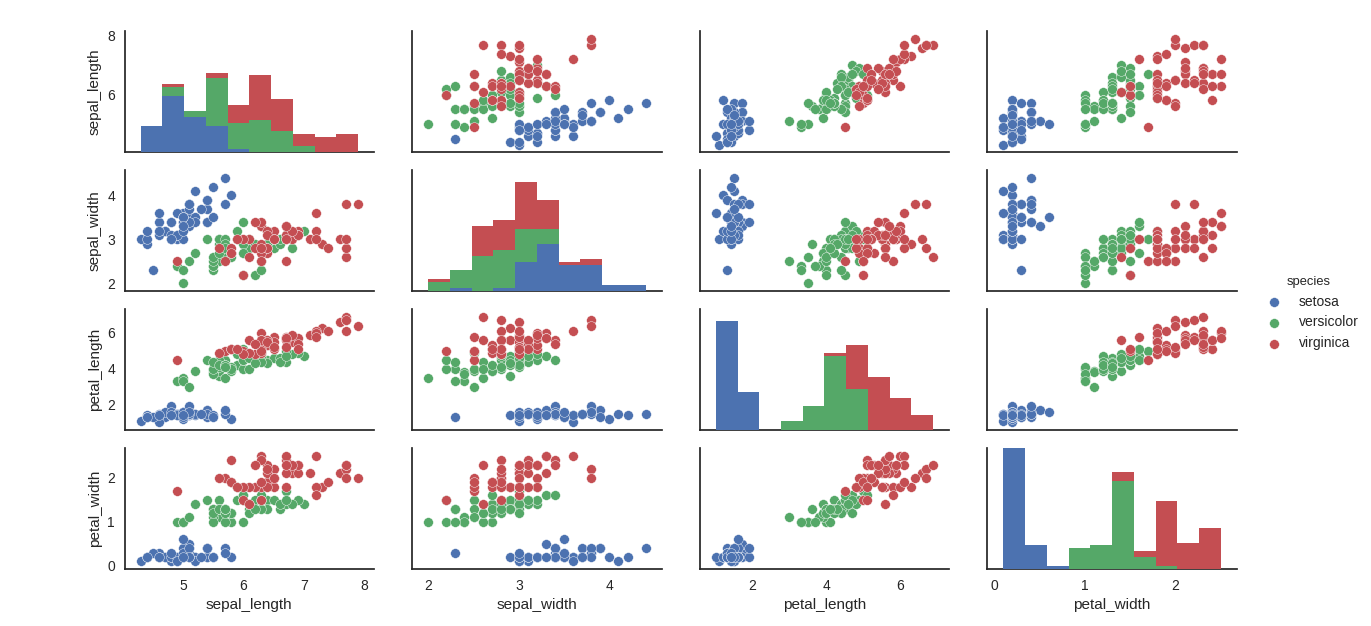 sepal_length
8
6
sepal_width
4
3
2
petal_length
6
4
2
petal_width
2
1
0
5 6 7 8
sepal_length
2 3 4
sepal_width
2 4 6
petal_length
0 1 2
petal_width
species
setosa
versicolor
virginica